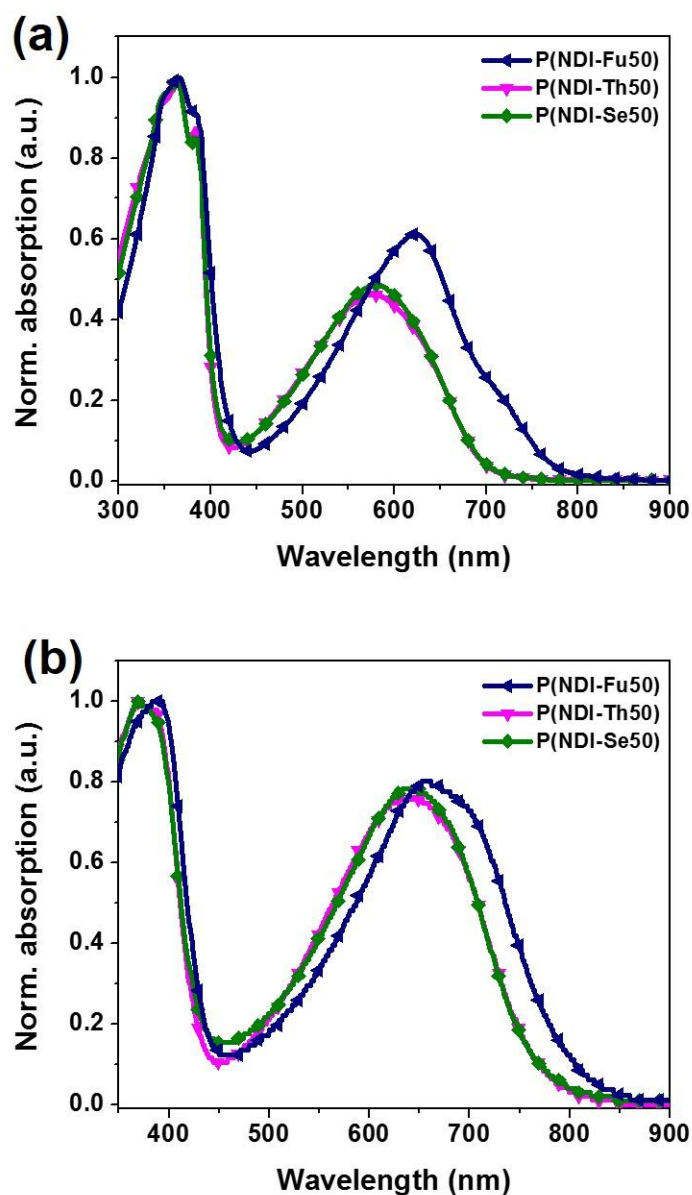 (a)
P(NDI-Fu50)
P(NDI-Th50)
P(NDI-Se50)
Norm. absorption (a.u.)
1.0
0.8
0.6
0.4
0.2
0.0
300 400 500 600 700 800 900
Wavelength (nm)
(b)
P(NDI-Fu50)
P(NDI-Th50)
P(NDI-Se50)
Norm. absorption (a.u.)
1.0
0.8
0.6
0.4
0.2
0.0
400 500 600 700 800 900
Wavelength (nm)